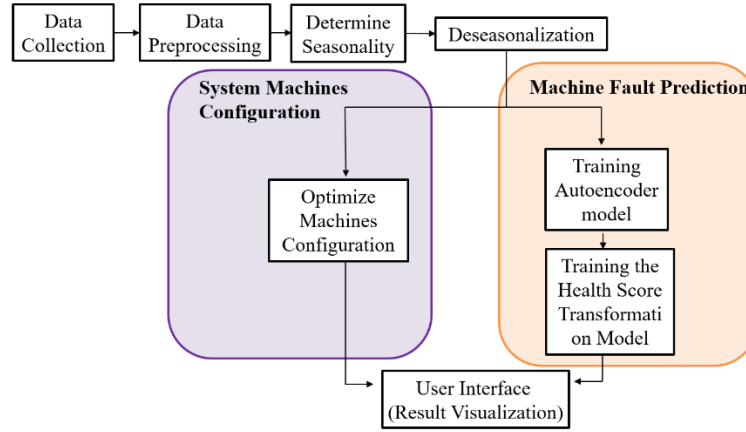 Data
Collection
Data
Preprocessing
Determine
Seasonality
Deseasonalization
System Machines
Configuration
Machine Fault Prediction
Optimize
Machines
Configuration
Training
Autoencoder
model
Training the
Health Score
Transformati
on Model
User Interface
(Result Visualization)